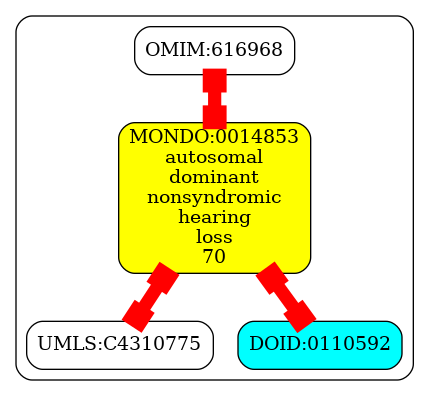 OMIM:616968
MONDO:0014853
autosomal
dominant
nonsyndromic
hearing
loss
70
UMLS:C4310775
DOID:0110592